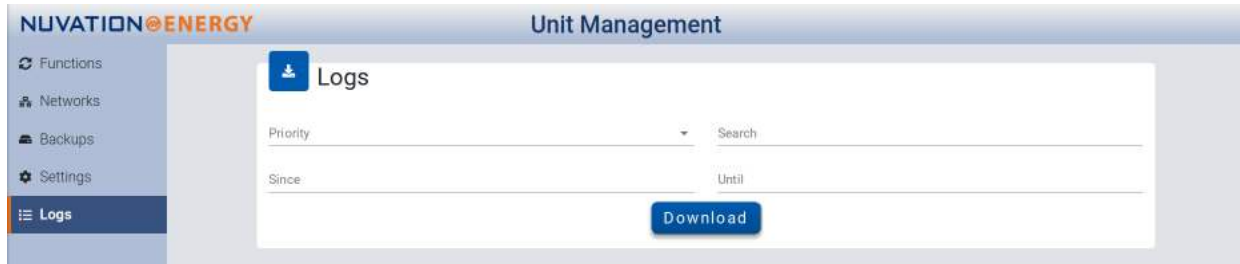 NUVATION ENERGY
Unit Management
Functions
Networks
Backups
Settings
Logs
Logs
Priority
Search
Since
Until
Download